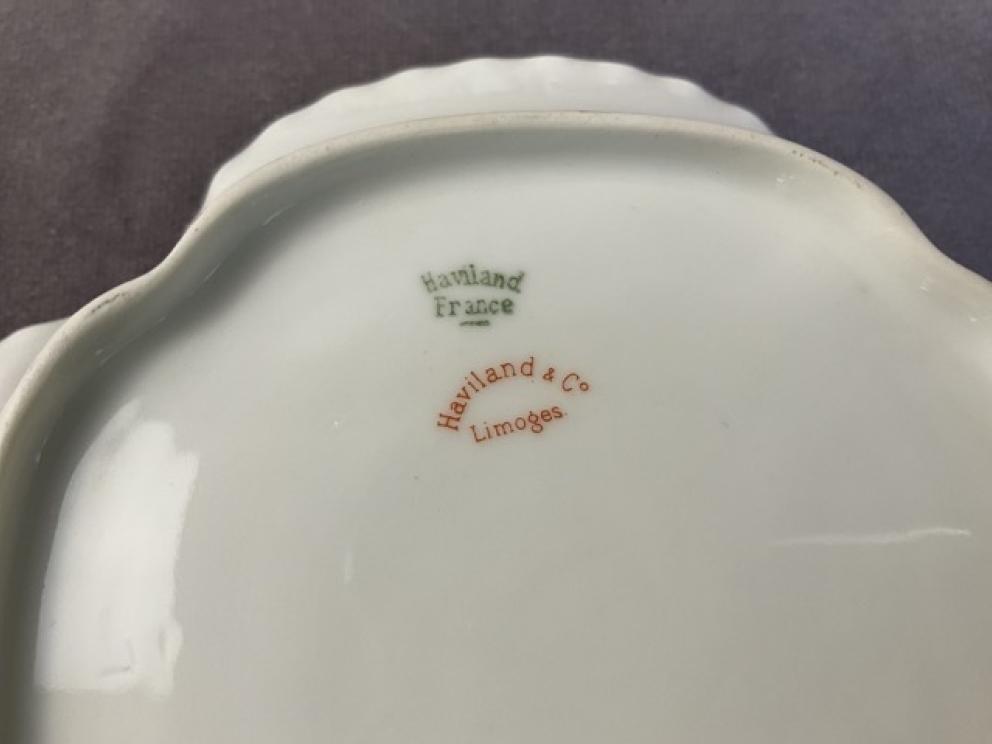 Haviland
France
Haviland & Co
Limoges.